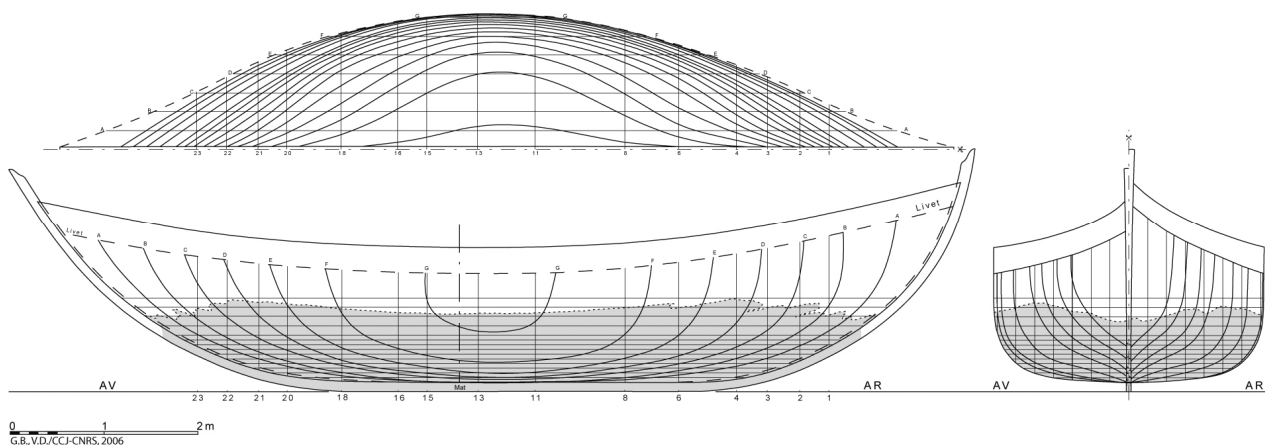 G G
F F
E E
D D
C C
B B
A A
23 22 21 20 18 16 15 13 11 8 6 4 3 2 1
Livet
Livet
A B C D E F G G F E D C B A
AV Mat AR AV AR
23 22 21 20 18 16 15 13 11 8 6 4 3 2 1
0 1 2 m
G.B., V.D./CCJ-CNRS, 2006